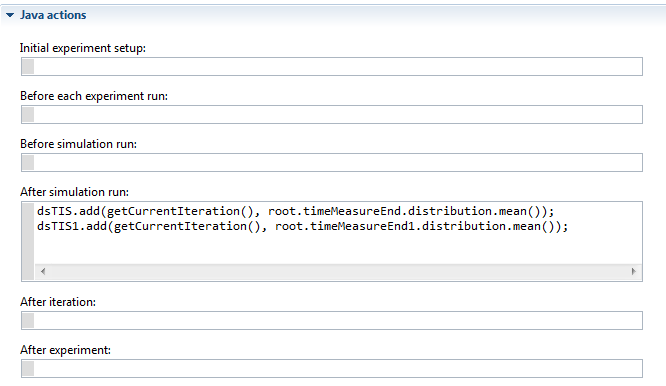 Java actions
Initial experiment setup:
Before each experiment run:
Before simulation run:
After simulation run:
dsTIS.add(getCurrentIteration(), root.timeMeasureEnd.distribution.mean());
dsTIS1.add(getCurrentIteration(), root.timeMeasureEnd1.distribution.mean());
After iteration:
After experiment: